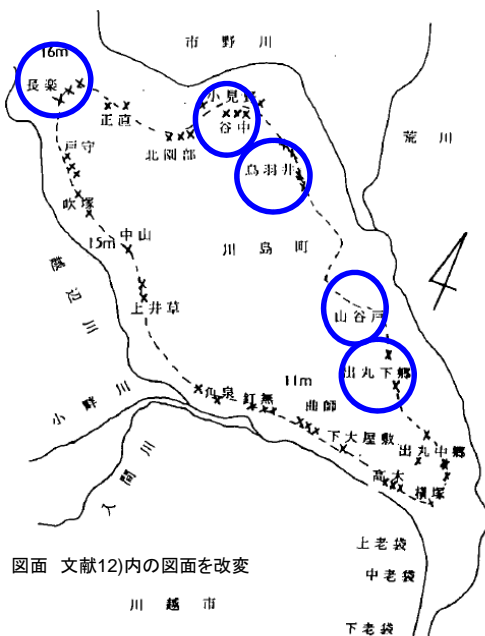 16m
長楽
市野川
小見野
谷中
正直
北園部
荒川
鳥羽井
戸守
吹塚
15m
中山
川島町
越辺川
上井草
山谷戸
出丸下郷
11m
角泉
釘無
曲師
小畔川
下大屋敷
出丸中郷
高木
横塚
入間川
上老袋
中老袋
下老袋
図面 文献12)内の図面を改変
川越市